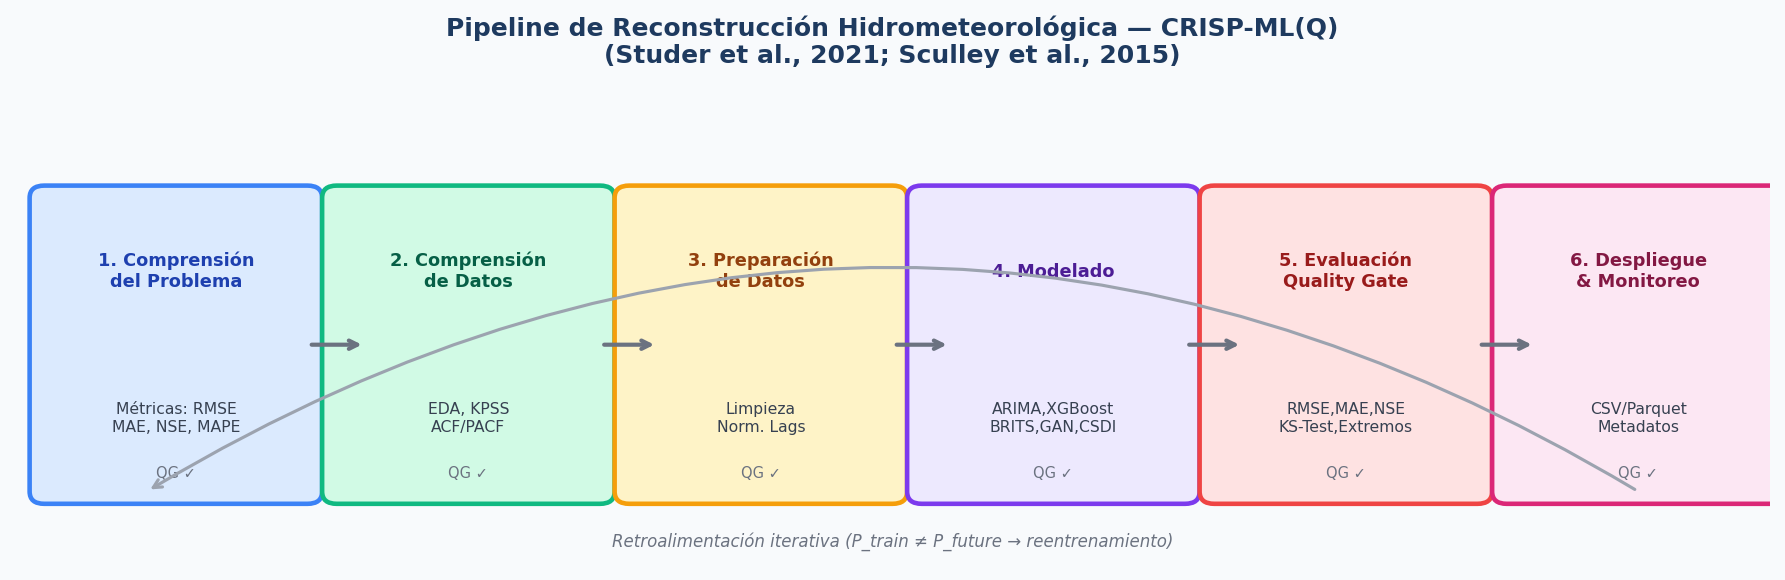 Pipeline de Reconstrucción Hidrometeorológica — CRISP-ML(Q)
(Studer et al., 2021; Sculley et al., 2015)
1. Comprensión
del Problema
Métricas: RMSE
MAE, NSE, MAPE
QG ✓
2. Comprensión
de Datos
EDA, KPSS
ACF/PACF
QG ✓
3. Preparación
de Datos
Limpieza
Norm. Lags
QG ✓
4. Modelado
ARIMA,XGBoost
BRITS,GAN,CSDI
QG ✓
5. Evaluación
Quality Gate
RMSE,MAE,NSE
KS-Test,Extremos
QG ✓
6. Despliegue
& Monitoreo
CSV/Parquet
Metadatos
QG ✓
Retroalimentación iterativa (P_train ≠ P_future → reentrenamiento)